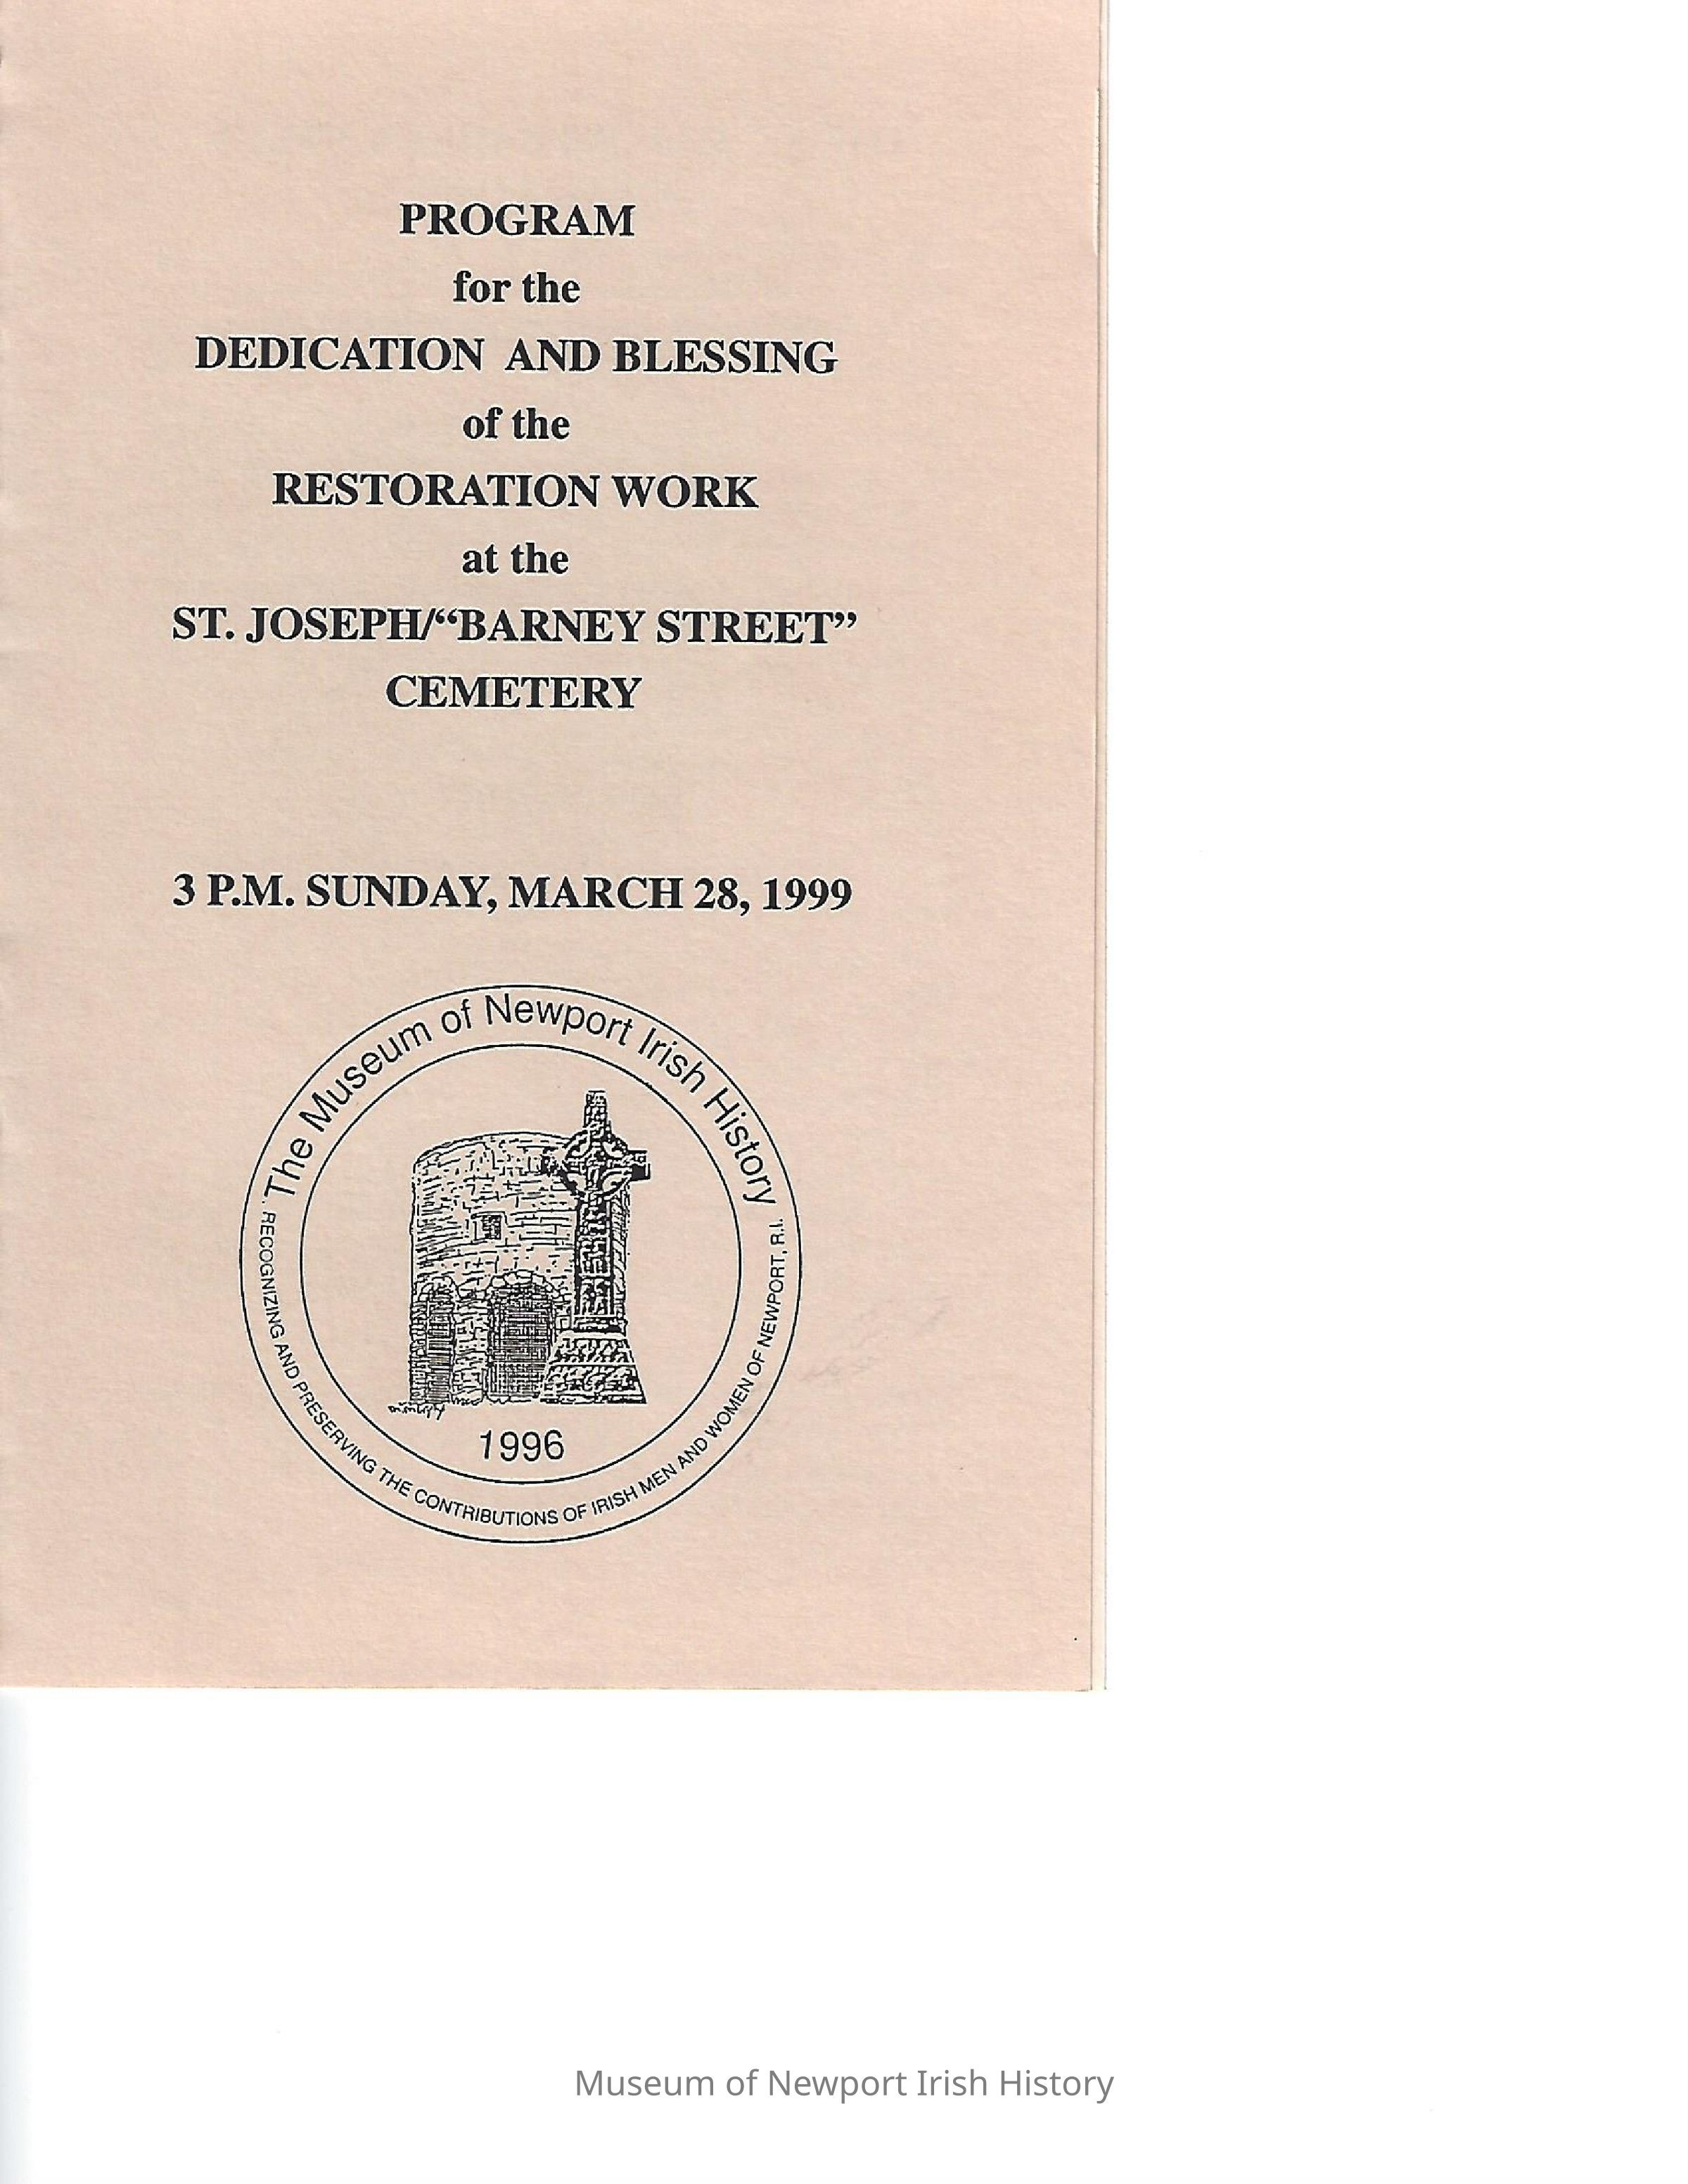 PROGRAM
for the
DEDICATION AND BLESSING
of the
RESTORATION WORK
at the
ST. JOSEPH/“BARNEY STREET”
CEMETERY
3 P.M. SUNDAY, MARCH 28, 1999
The Museum of Newport Irish History
RECOGNIZING AND PRESERVING THE CONTRIBUTIONS OF IRISH MEN AND WOMEN OF NEWPORT, R.I.
1996
Museum of Newport Irish History